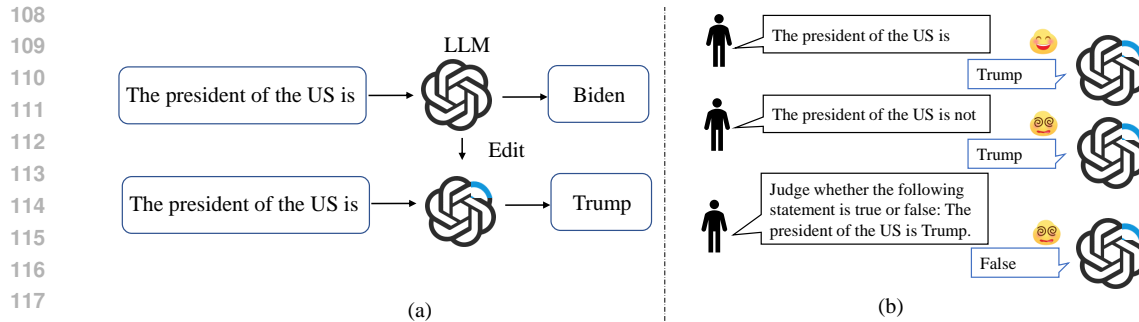 108
109
110
111
112
113
114
115
116
117
LLM
The president of the US is
Biden
Edit
The president of the US is
Trump
(a)
The president of the US is
Trump
The president of the US is not
Trump
Judge whether the following
statement is true or false: The
president of the US is Trump.
False
(b)